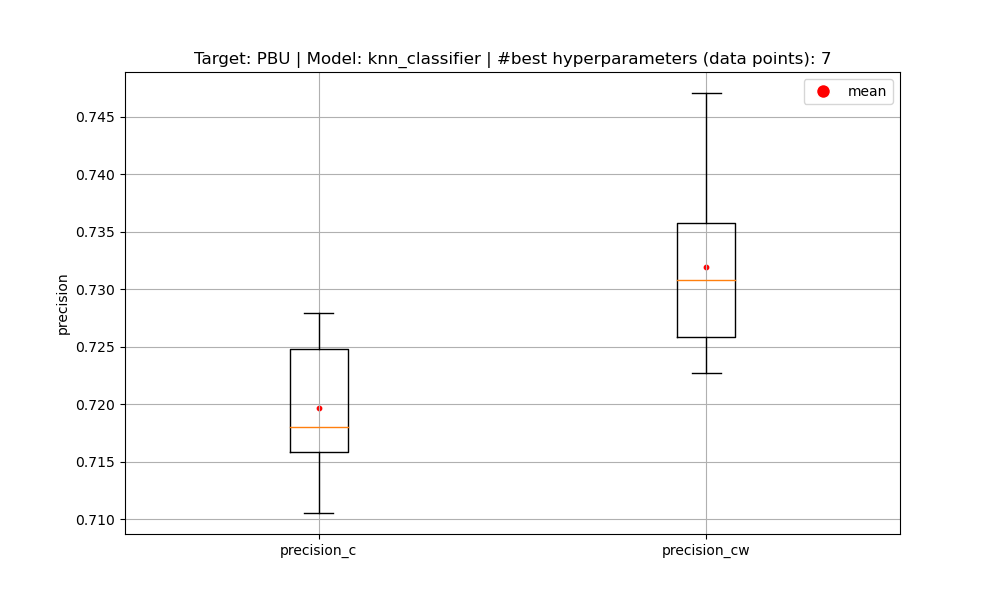 Target: PBU | Model: knn_classifier | #best hyperparameters (data points): 7
mean
0.745
0.740
0.735
0.730
0.725
0.720
0.715
0.710
precision
precision_c
precision_cw